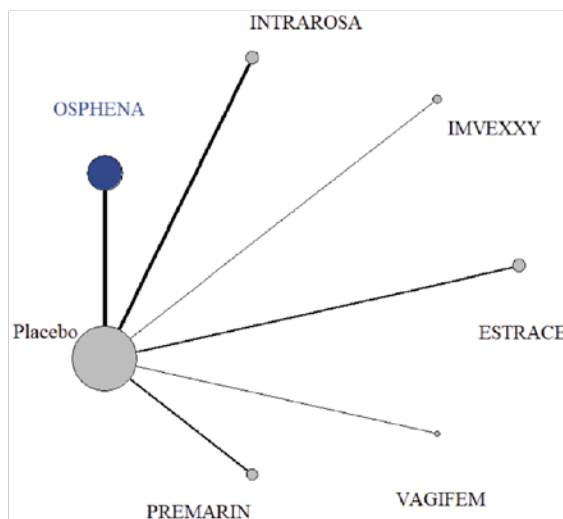 INTRAROSA
OSPHENA
IMVEXXY
Placebo
ESTRACE
VAGIFEM
PREMARIN